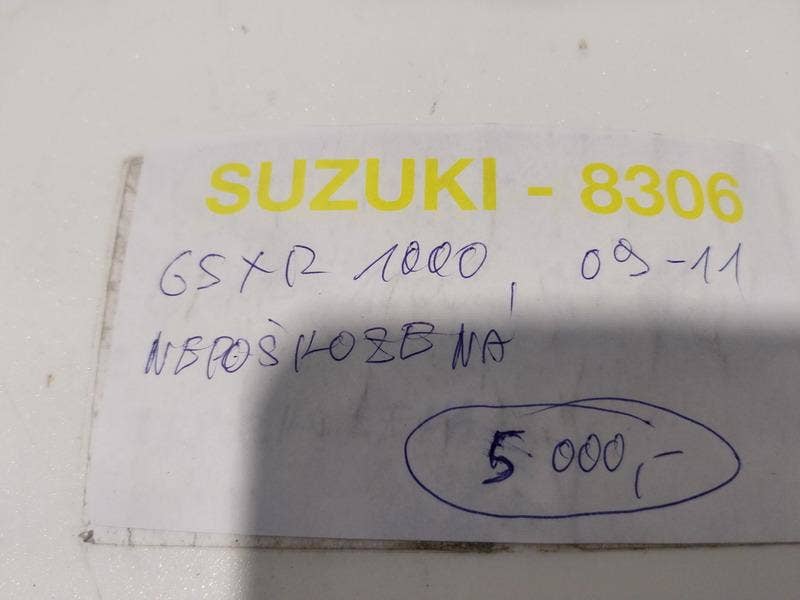 SUZUKI - 8306
GSXR 1000, 09-11
NEPOŠKOZENÁ
5 000,-